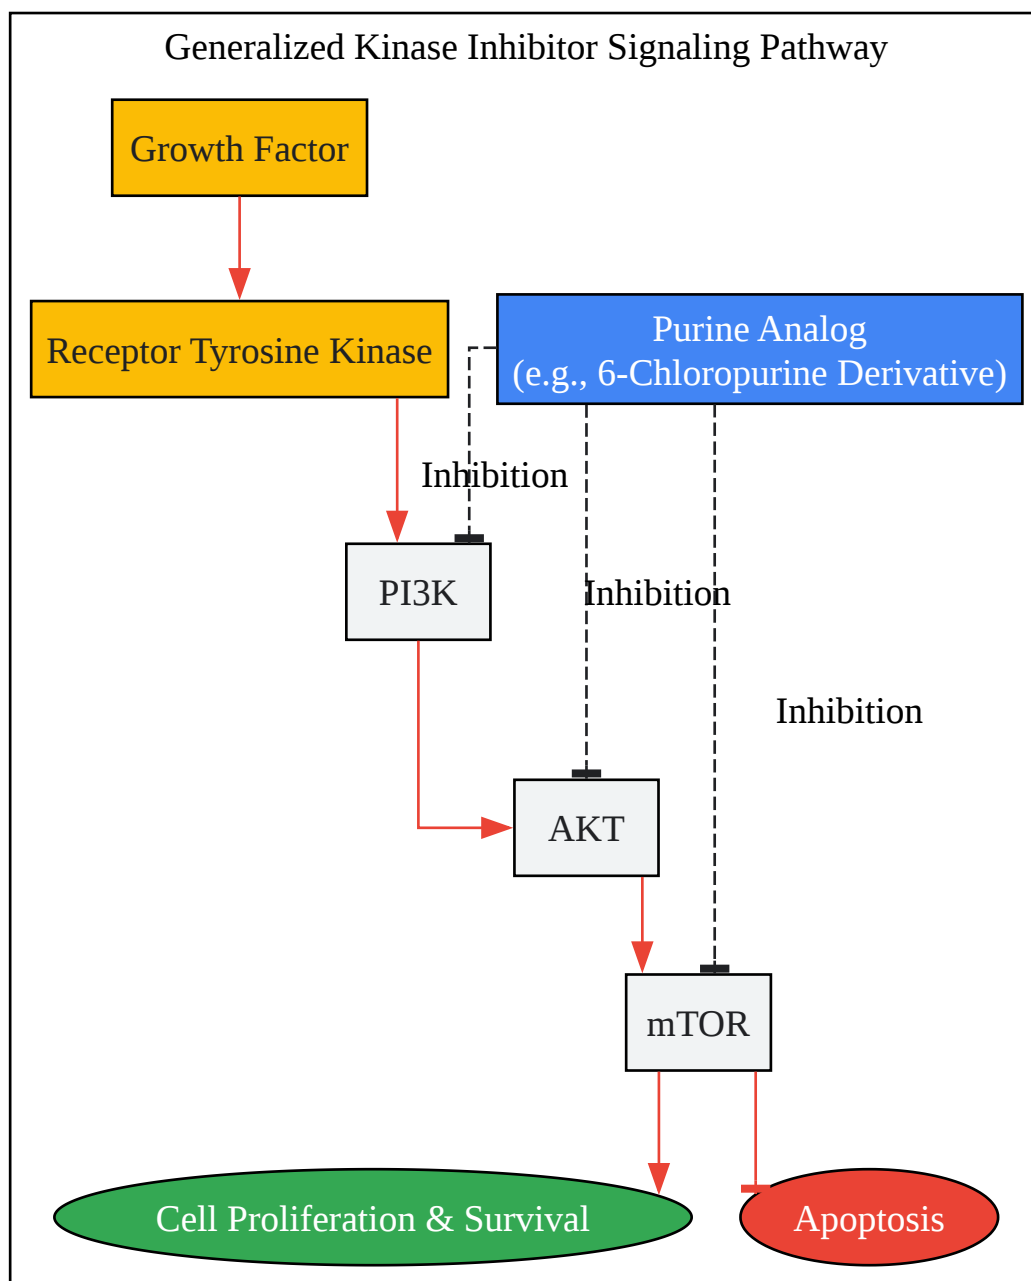 Generalized Kinase Inhibitor Signaling Pathway
Growth Factor
Receptor Tyrosine Kinase
Purine Analog
(e.g., 6-Chloropurine Derivative)
Inhibition
PI3K
Inhibition
Inhibition
AKT
mTOR
Cell Proliferation & Survival
Apoptosis